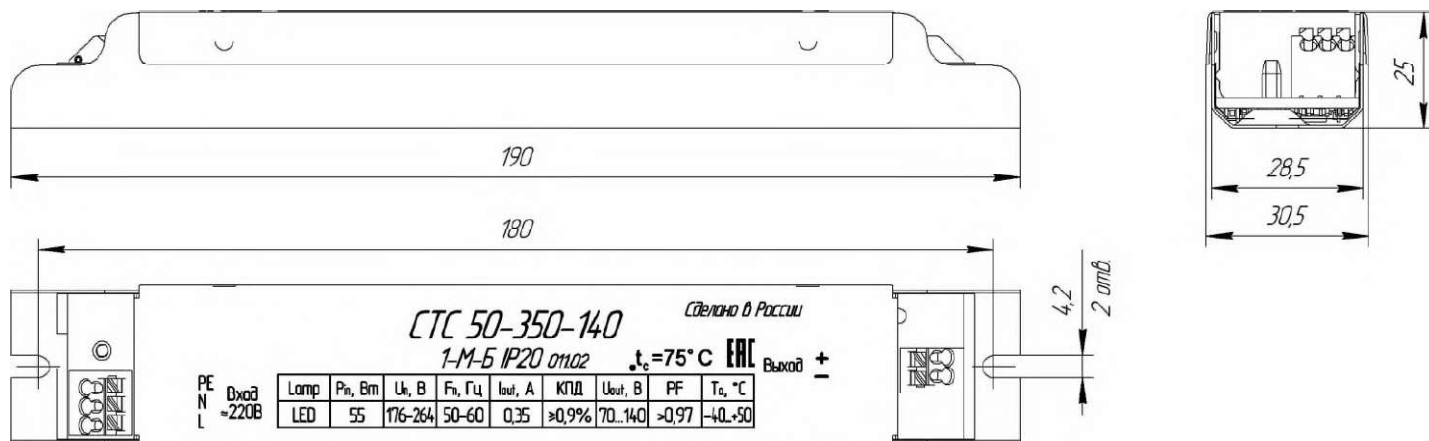 190
25
28,5
30,5
180
4,2
2 отв.
СТС 50-350-140
Сделано в России
1-М-Б IP20 011.02
.tc=75° C EAC Выход + −
PE
N
L
Вход
≈220В
Lamp Pin, Вт Uin, В Fin, Гц Iout, А КПД Uout, В PF Ta, °C
LED 55 176-264 50-60 0,35 ≥0,9% 70...140 >0,97 -40...+50